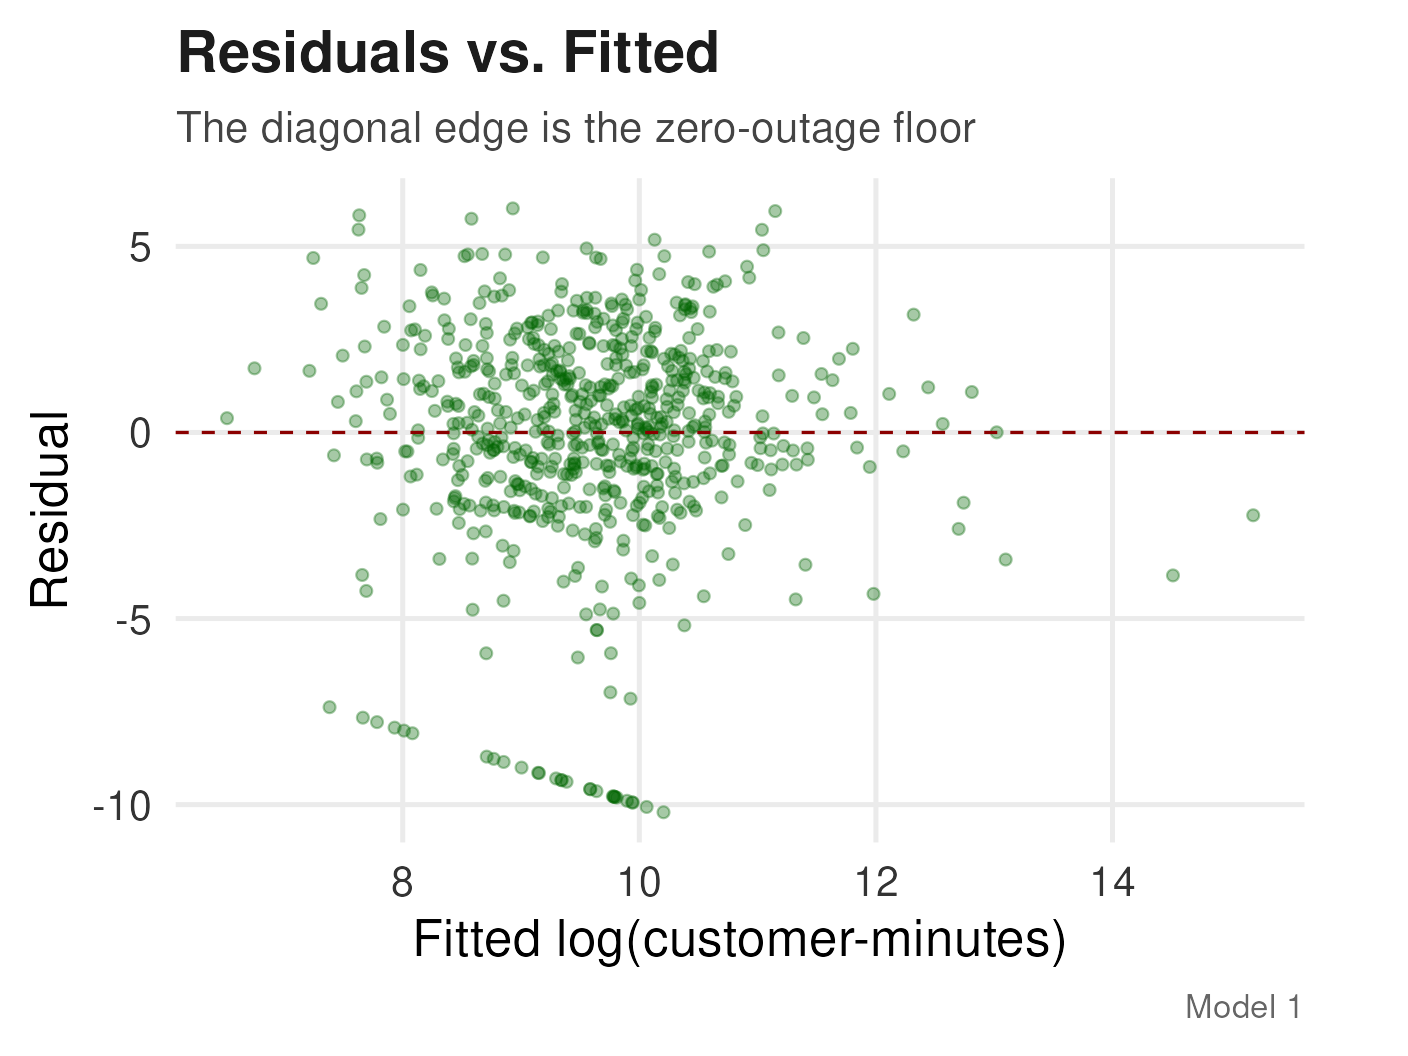 Residuals vs. Fitted
The diagonal edge is the zero-outage floor
Residual
5
0
-5
-10
8 10 12 14
Fitted log(customer-minutes)
Model 1